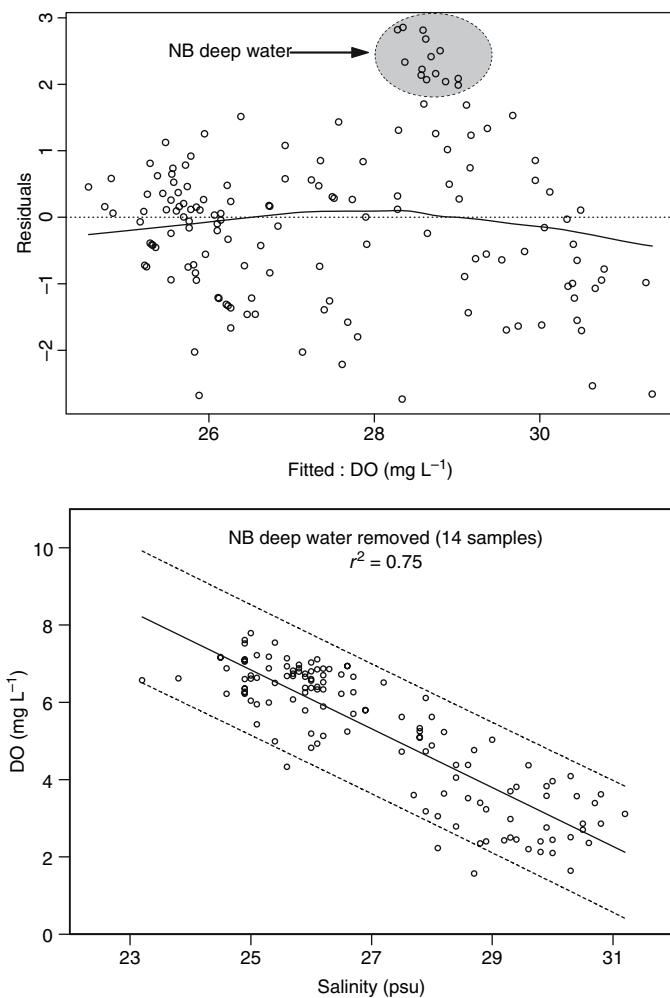 3
NB deep water
2
1
0
−1
−2
Residuals
26 28 30
Fitted : DO (mg L⁻¹)
NB deep water removed (14 samples)
r² = 0.75
10
8
6
4
2
0
DO (mg L⁻¹)
23 25 27 29 31
Salinity (psu)